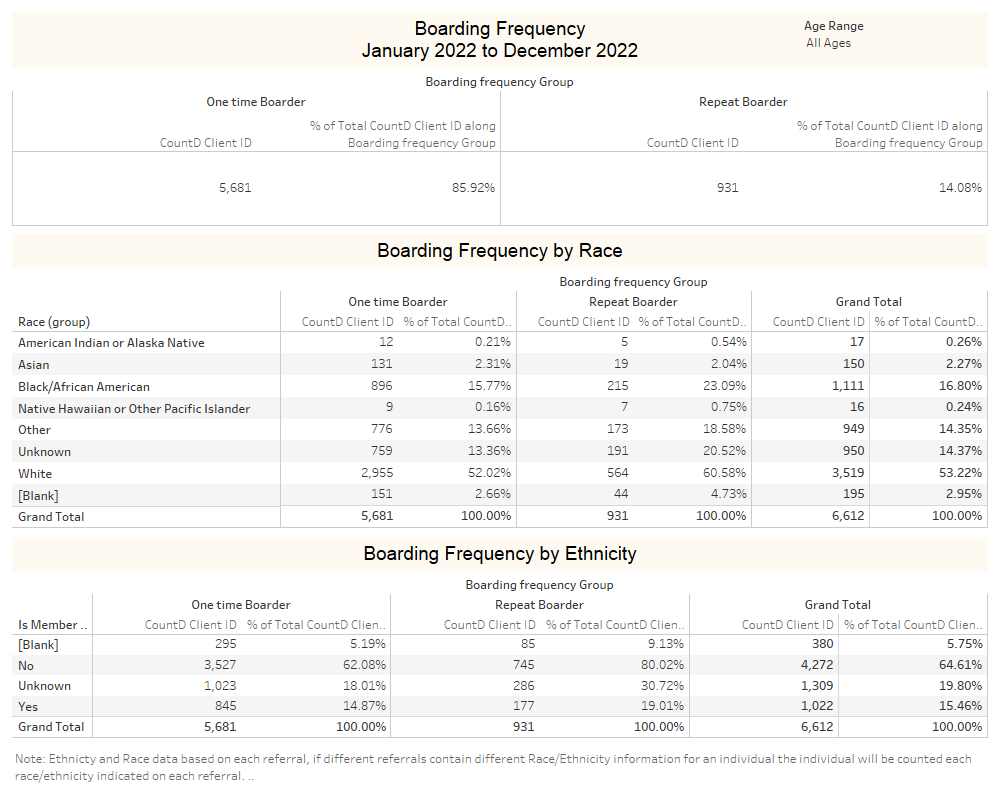 Boarding Frequency
January 2022 to December 2022
Age Range
All Ages
Boarding frequency Group
One time Boarder Repeat Boarder
CountD Client ID % of Total CountD Client ID along Boarding frequency Group CountD Client ID % of Total CountD Client ID along Boarding frequency Group
5,681 85.92% 931 14.08%
Boarding Frequency by Race
Boarding frequency Group
One time Boarder Repeat Boarder Grand Total
Race (group) CountD Client ID % of Total CountD.. CountD Client ID % of Total CountD.. CountD Client ID % of Total CountD..
American Indian or Alaska Native 12 0.21% 5 0.54% 17 0.26%
Asian 131 2.31% 19 2.04% 150 2.27%
Black/African American 896 15.77% 215 23.09% 1,111 16.80%
Native Hawaiian or Other Pacific Islander 9 0.16% 7 0.75% 16 0.24%
Other 776 13.66% 173 18.58% 949 14.35%
Unknown 759 13.36% 191 20.52% 950 14.37%
White 2,955 52.02% 564 60.58% 3,519 53.22%
[Blank] 151 2.66% 44 4.73% 195 2.95%
Grand Total 5,681 100.00% 931 100.00% 6,612 100.00%
Boarding Frequency by Ethnicity
Boarding frequency Group
One time Boarder Repeat Boarder Grand Total
Is Member .. CountD Client ID % of Total CountD Clien.. CountD Client ID % of Total CountD Clien.. CountD Client ID % of Total CountD Clien..
[Blank] 295 5.19% 85 9.13% 380 5.75%
No 3,527 62.08% 745 80.02% 4,272 64.61%
Unknown 1,023 18.01% 286 30.72% 1,309 19.80%
Yes 845 14.87% 177 19.01% 1,022 15.46%
Grand Total 5,681 100.00% 931 100.00% 6,612 100.00%
Note: Ethnicty and Race data based on each referral, if different referrals contain different Race/Ethnicity information for an individual the individual will be counted each
race/ethnicity indicated on each referral. ..